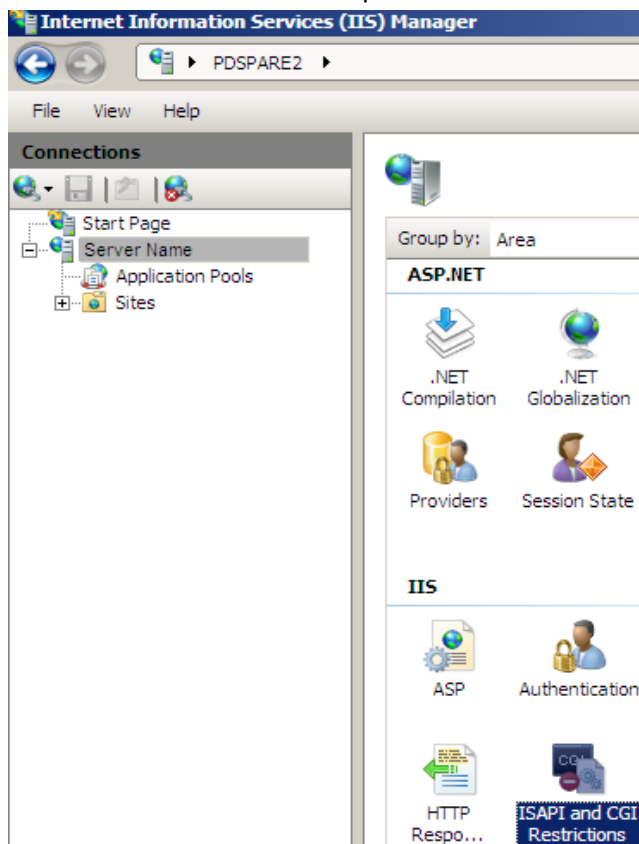 Internet Information Services (IIS) Manager
PDSPARE2
File View Help
Connections
Start Page
Server Name
Application Pools
Sites
Group by: Area
ASP.NET
.NET Compilation
.NET Globalization
Providers
Session State
IIS
ASP
Authentication
HTTP Respo...
CGI
ISAPI and CGI Restrictions